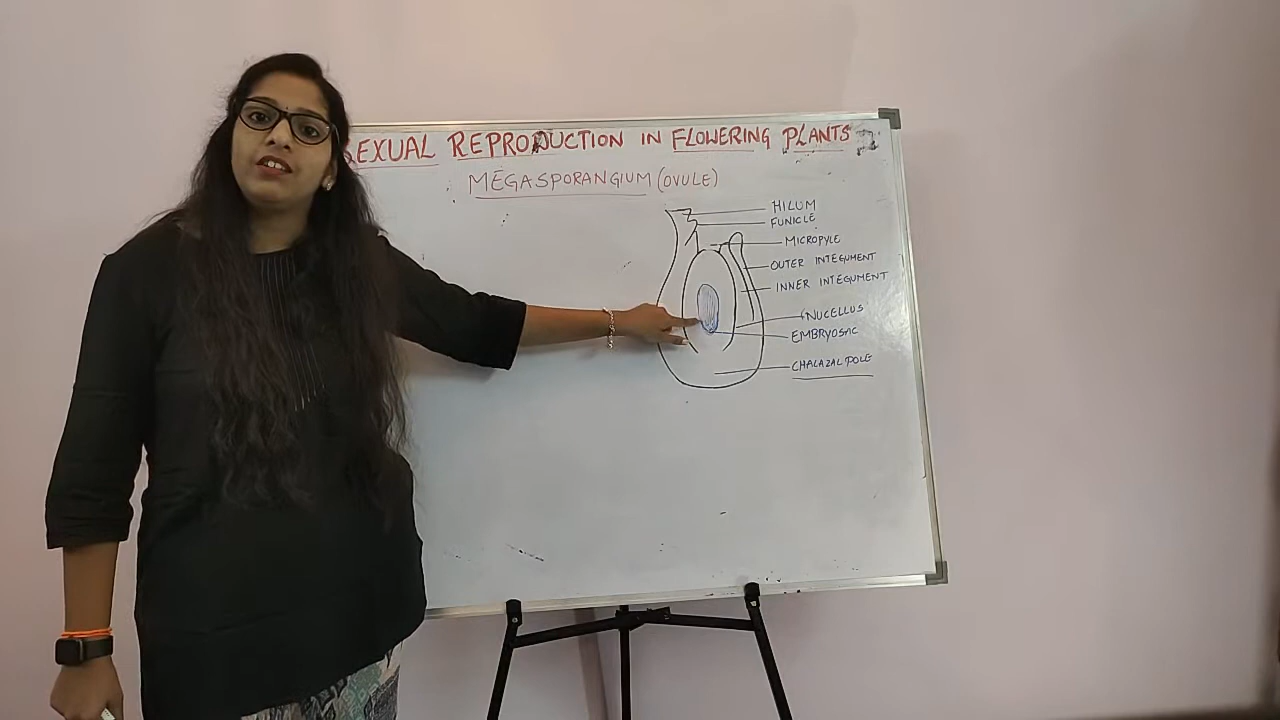 SEXUAL REPRODUCTION IN FLOWERING PLANTS
MEGASPORANGIUM (OVULE)
HILUM
FUNICLE
MICROPYLE
OUTER INTEGUMENT
INNER INTEGUMENT
NUCELLUS
EMBRYOSAC
CHALAZAL POLE